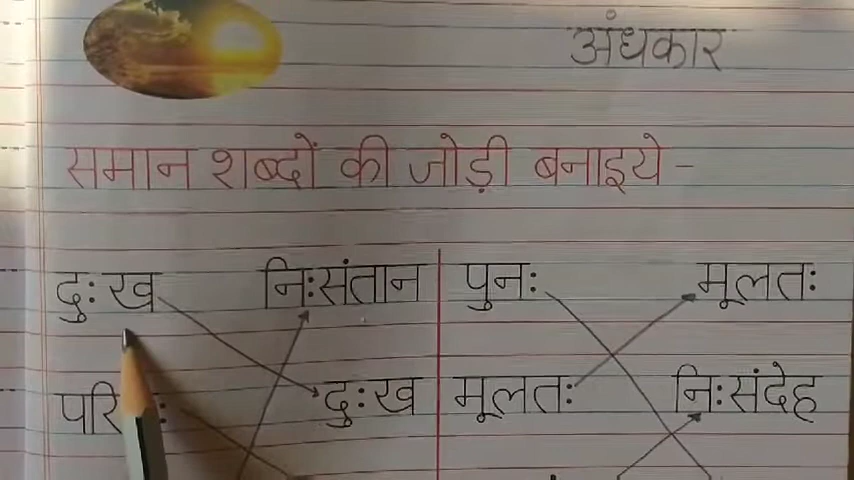 अंधकार
समान शब्दों की जोड़ी बनाइये -
दुः ख निःसंतान पुनः मूलतः
दुःख मूलतः निःसंदेह